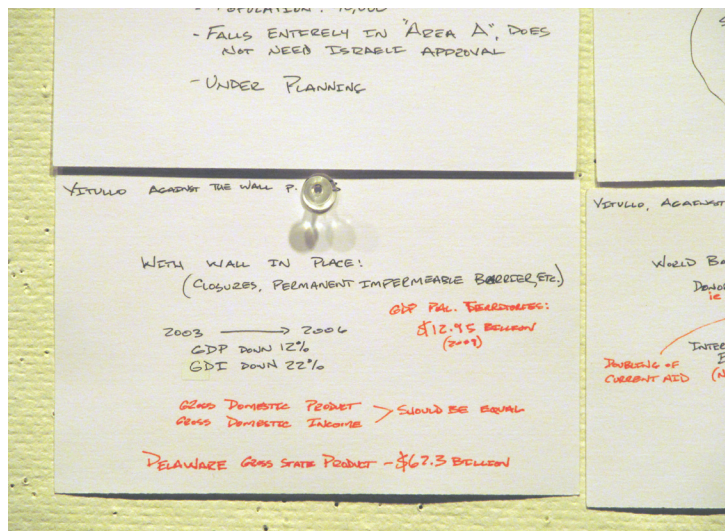 - FALLS ENTIRELY IN "AREA A", DOES
NOT NEED ISRAELI APPROVAL
- UNDER PLANNING
VITULLO AGAINST THE WALL P.
WITH WALL IN PLACE:
(CLOSURES, PERMANENT IMPERMEABLE BARRIER, ETC.)
GDP PAL. TERRITORIES:
$12.95 BILLION
(2009)
2003 → 2006
GDP DOWN 12%
GDI DOWN 22%
GROSS DOMESTIC PRODUCT
GROSS DOMESTIC INCOME > SHOULD BE EQUAL
DELAWARE GROSS STATE PRODUCT - $62.3 BILLION
VITULLO, AGAINST
WORLD
DOUBLING OF
CURRENT AID